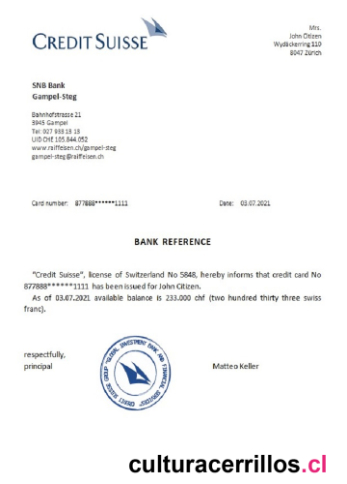 CREDIT SUISSE
Mrs.
John Citizen
Wydäckerring 110
8047 Zürich
SNB Bank
Gampel-Steg
Bahnhofstrasse 21
3945 Gampel
Tel: 027 933 18 18
UID CHE 105.844.052
www.raiffeisen.ch/gampel-steg
gampel-steg@raiffeisen.ch
Card number: 877888******1111 Date: 03.07.2021
BANK REFERENCE
"Credit Suisse", license of Switzerland No 5848, hereby informs that credit card No
877888******1111 has been issued for John Citizen.
As of 03.07.2021 available balance is 233.000 chf (two hundred thirty three swiss
franc).
respectfully,
principal
Matteo Keller
culturacerrillos.cl